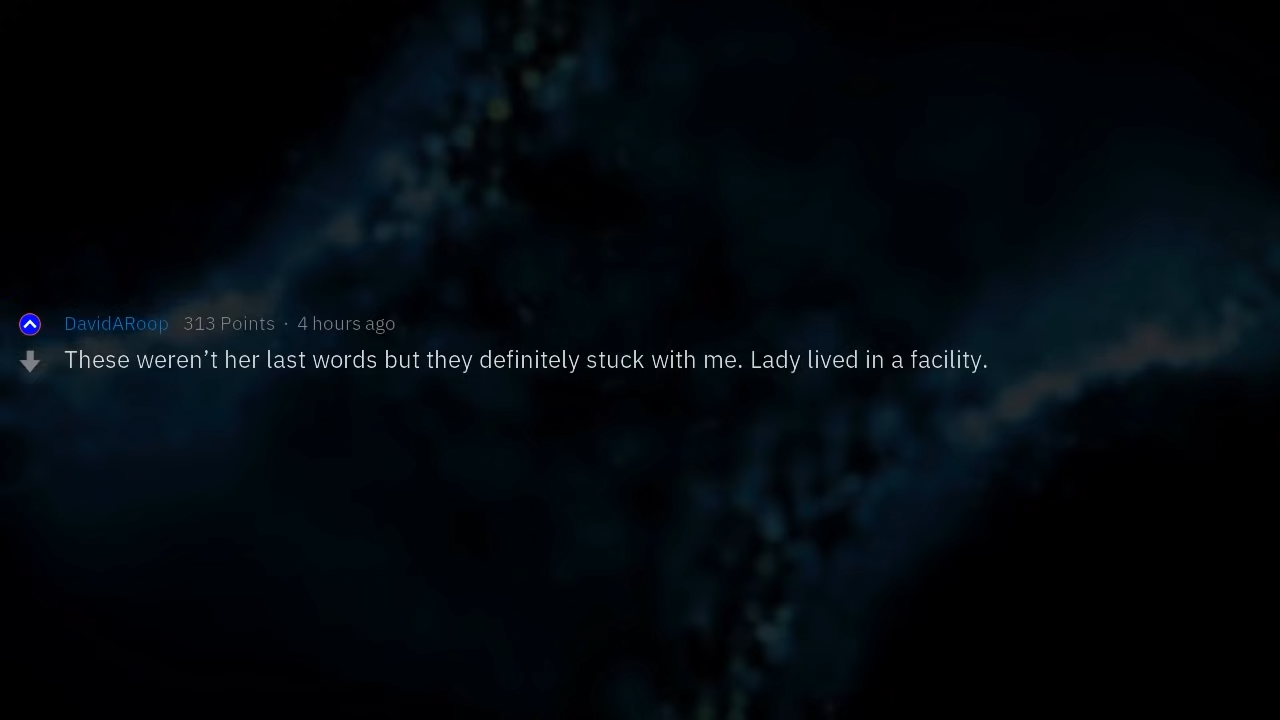 DavidARoop 313 Points · 4 hours ago
These weren’t her last words but they definitely stuck with me. Lady lived in a facility.